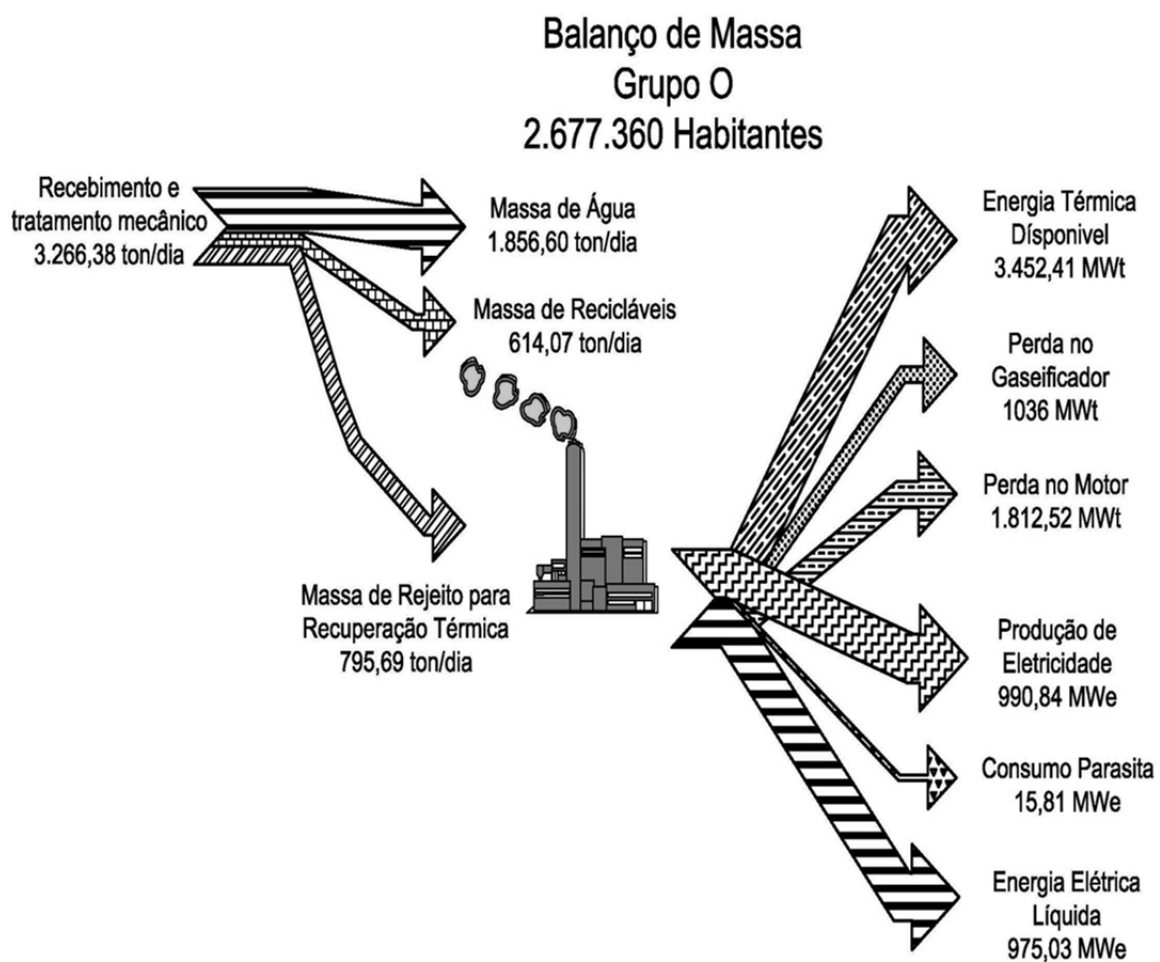 Balanço de Massa
Grupo O
2.677.360 Habitantes
Recebimento e
tratamento mecânico
3.266,38 ton/dia
Massa de Água
1.856,60 ton/dia
Massa de Recicláveis
614,07 ton/dia
Massa de Rejeito para
Recuperação Térmica
795,69 ton/dia
Energia Térmica
Dísponivel
3.452,41 MWt
Perda no
Gaseificador
1036 MWt
Perda no Motor
1.812,52 MWt
Produção de
Eletricidade
990,84 MWe
Consumo Parasita
15,81 MWe
Energia Elétrica
Líquida
975,03 MWe